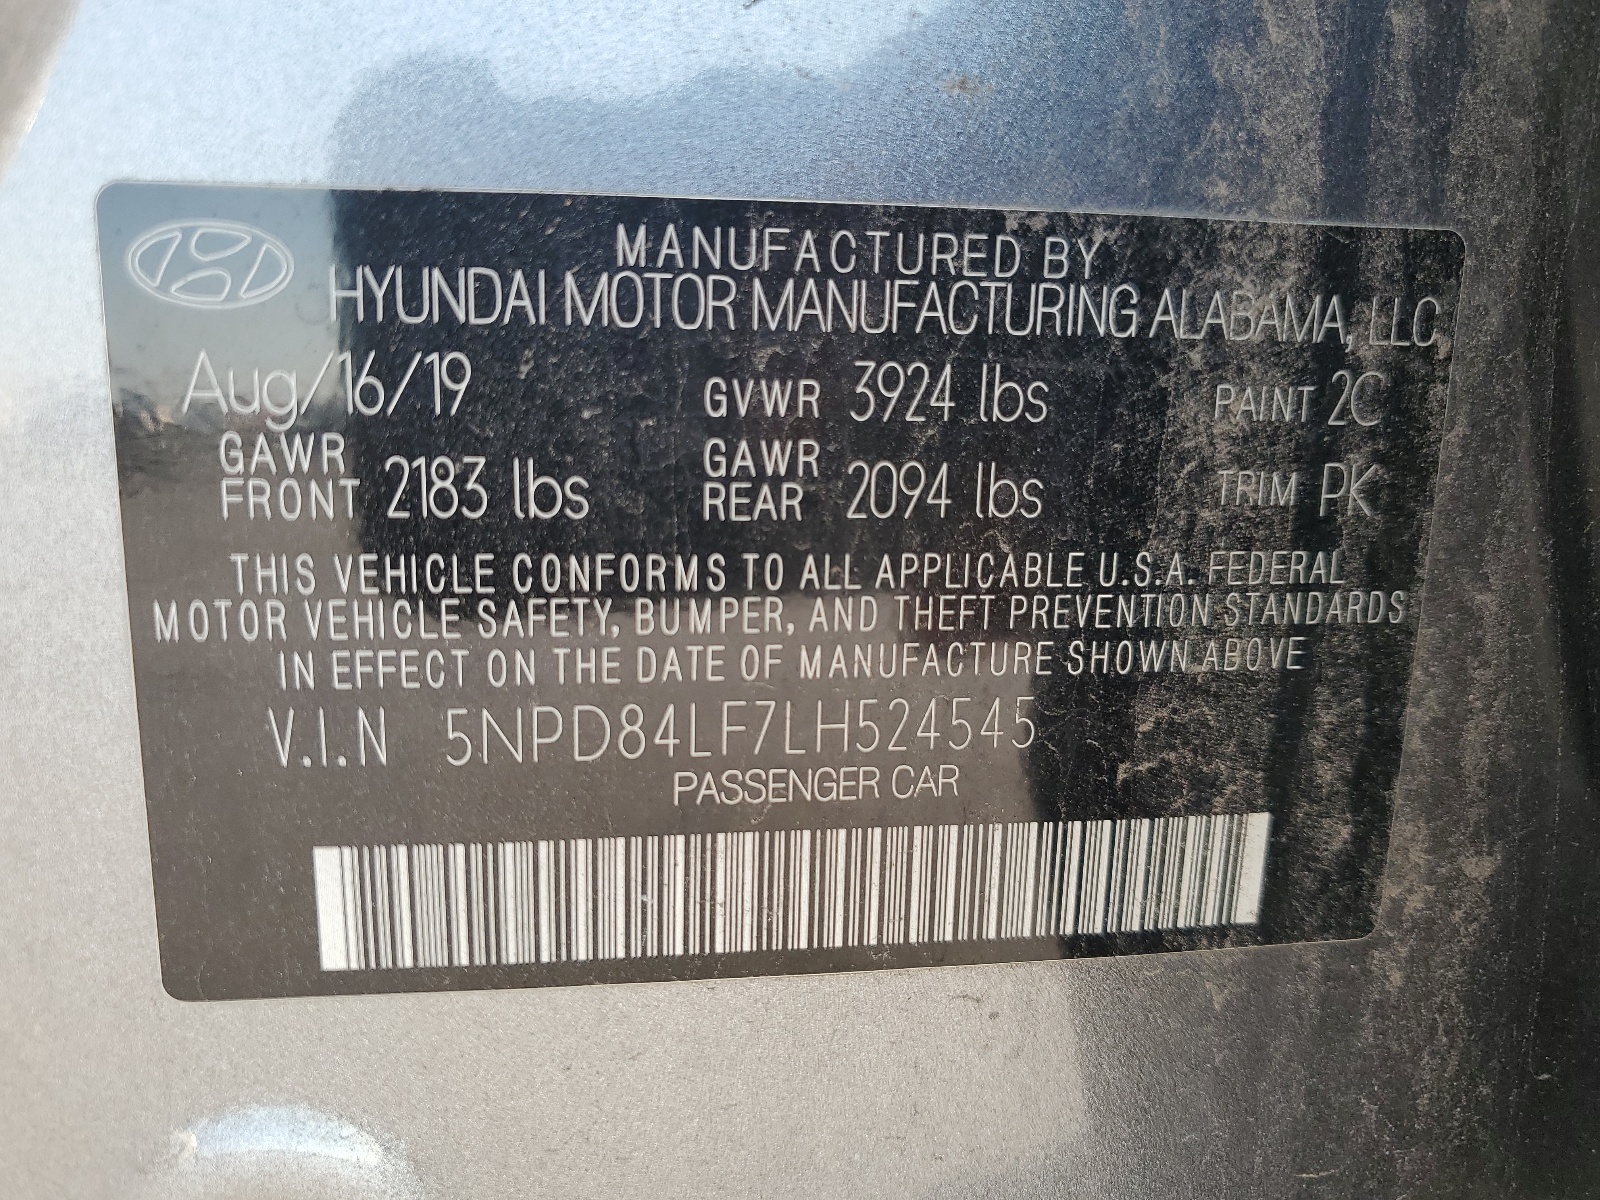 MANUFACTURED BY
HYUNDAI MOTOR MANUFACTURING ALABAMA, LLC
Aug/16/19 GVWR 3924 lbs PAINT 2C
GAWR FRONT 2183 lbs GAWR REAR 2094 lbs TRIM PK
THIS VEHICLE CONFORMS TO ALL APPLICABLE U.S.A. FEDERAL
MOTOR VEHICLE SAFETY, BUMPER, AND THEFT PREVENTION STANDARDS
IN EFFECT ON THE DATE OF MANUFACTURE SHOWN ABOVE
V.I.N 5NPD84LF7LH524545
PASSENGER CAR